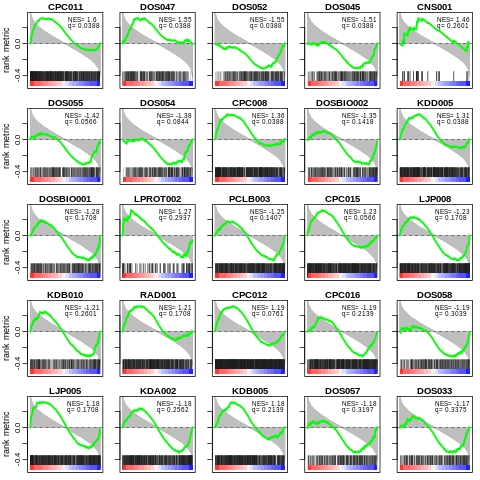 CPC011
NES= 1.6
q= 0.0388
DOS047
NES= 1.55
q= 0.0388
DOS052
NES= -1.55
q= 0.0388
DOS045
NES= -1.51
q= 0.0388
CNS001
NES= 1.46
q= 0.2601
rank metric
0.0
-0.4
DOS055
NES= -1.42
q= 0.0566
DOS054
NES= -1.38
q= 0.0844
CPC008
NES= 1.36
q= 0.0388
DOSBIO002
NES= -1.35
q= 0.1418
KDD005
NES= 1.31
q= 0.0388
rank metric
0.0
-0.4
DOSBIO001
NES= -1.28
q= 0.1708
LPROT002
NES= 1.27
q= 0.2937
PCLB003
NES= -1.25
q= 0.1407
CPC015
NES= 1.23
q= 0.0566
LJP008
NES= -1.23
q= 0.1708
rank metric
0.0
-0.4
KDB010
NES= -1.21
q= 0.2601
RAD001
NES= 1.21
q= 0.1708
CPC012
NES= 1.19
q= 0.0761
CPC016
NES= -1.19
q= 0.2139
DOS058
NES= -1.19
q= 0.3039
rank metric
0.0
-0.4
LJP005
NES= 1.18
q= 0.1708
KDA002
NES= -1.18
q= 0.2562
KDB005
NES= 1.18
q= 0.2139
DOS057
NES= -1.18
q= 0.3197
DOS033
NES= -1.17
q= 0.3375
rank metric
0.0
-0.4